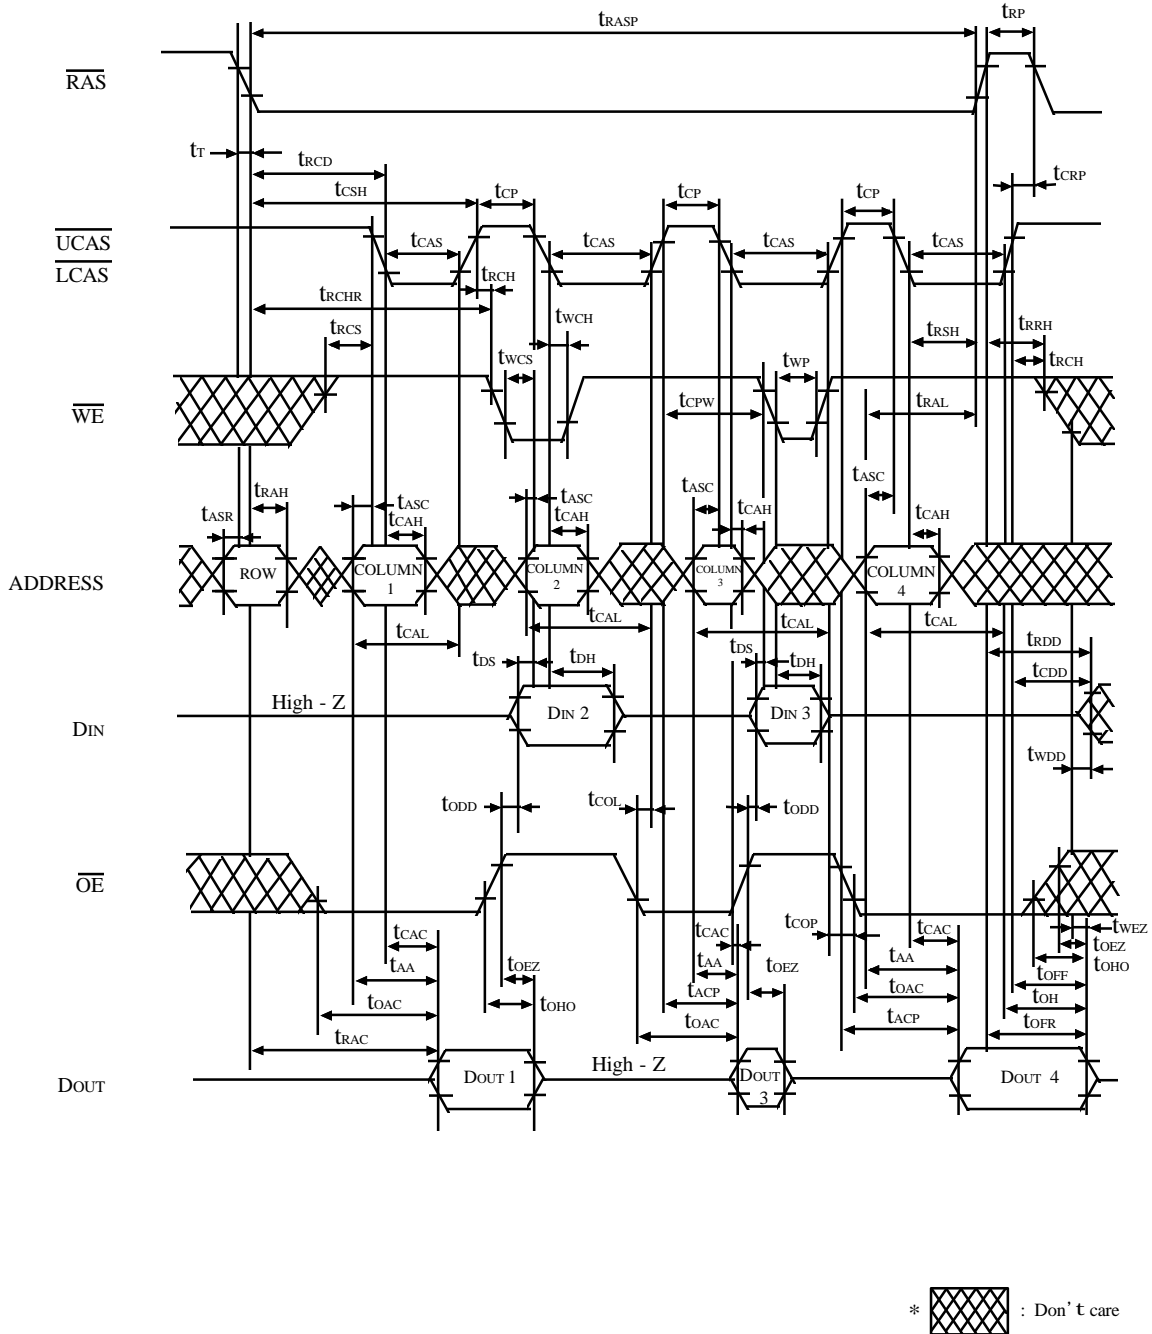 tRASP
tRP
RAS
tT
tRCD
tCSH
tCP
tCP
tCP
tCRP
UCAS
LCAS
tCAS
tCAS
tCAS
tCAS
tRCH
tRCHR
tRCS
tWCH
tWCS
tRSH
tRRH
tRCH
tWP
WE
tCPW
tRAL
tASC
tRAH
tASR
tASC
tCAH
tASC
tCAH
tASC
tCAH
tCAH
ADDRESS
ROW
COLUMN
1
COLUMN
2
COLUMN
3
COLUMN
4
tCAL
tCAL
tCAL
tCAL
tRDD
tCDD
tDS
tDH
tDS
tDH
High - Z
DIN
DIN 2
DIN 3
tWDD
tODD
tCOL
tODD
OE
tCAC
tAA
tOAC
tRAC
tOEZ
tOHO
tCAC
tAA
tACP
tOAC
tOEZ
tCOP
tCAC
tAA
tOAC
tACP
tWEZ
tOEZ
tOHO
tOFF
tOH
tOFR
DOUT
DOUT 1
High - Z
DOUT
3
DOUT 4
* : Don't care